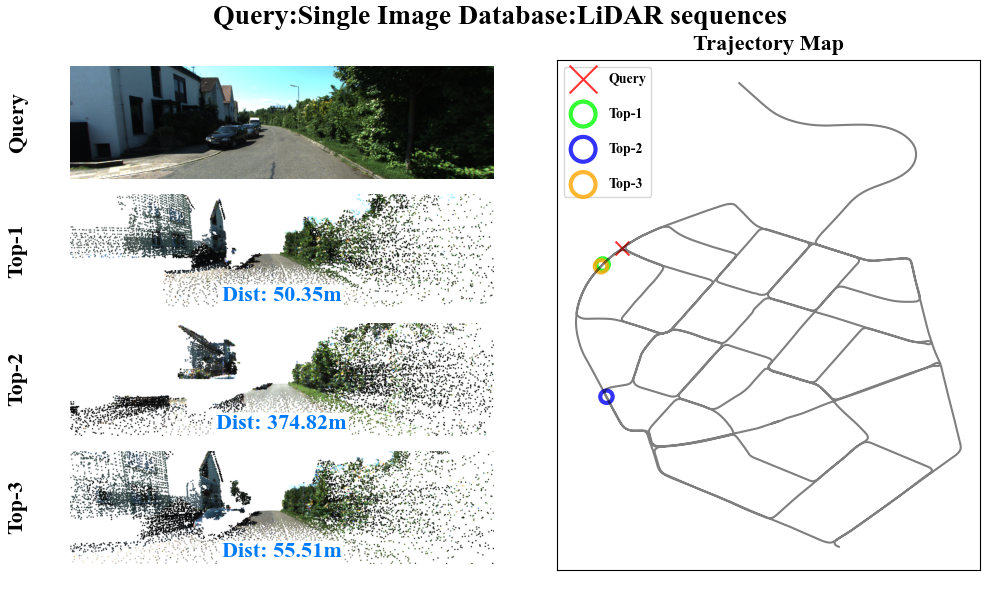 Query:Single Image Database:LiDAR sequences
Trajectory Map
Query
Top-1
Dist: 50.35m
Top-2
Dist: 374.82m
Top-3
Dist: 55.51m
Query
Top-1
Top-2
Top-3